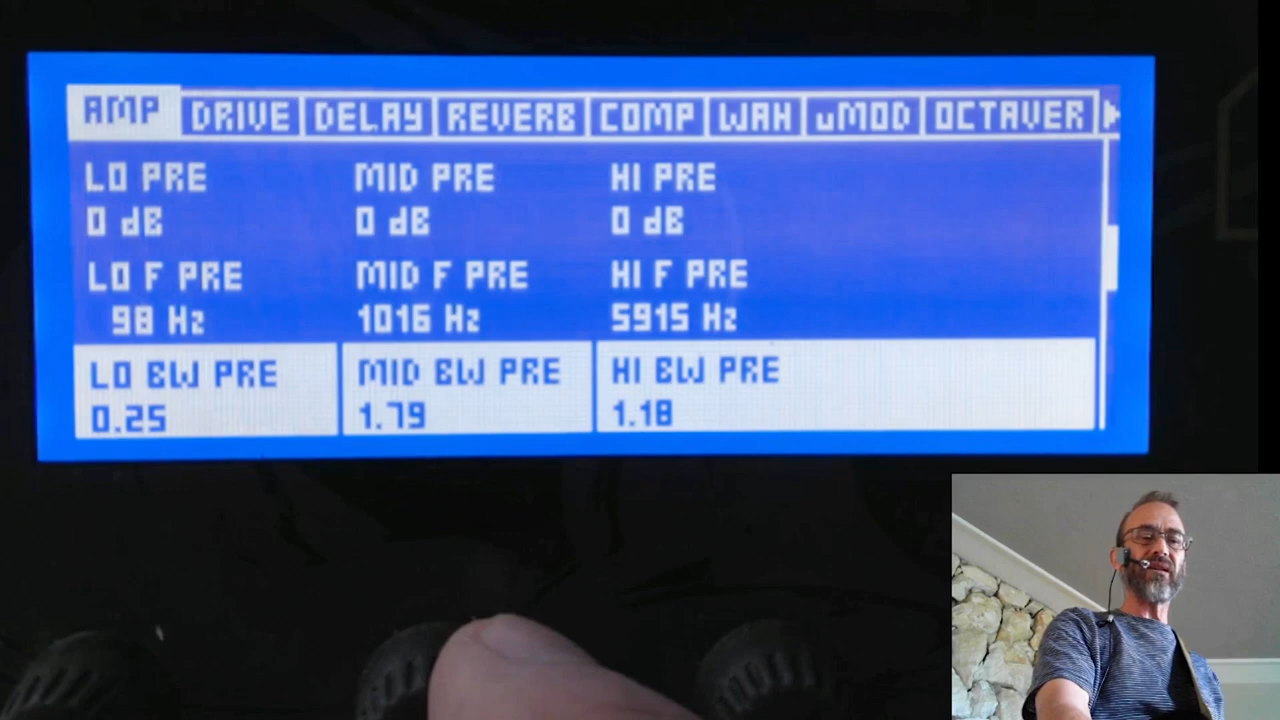 AMP DRIVE DELAY REVERB COMP WAH uMOD OCTAVER
LO PRE MID PRE HI PRE
0 dB 0 dB 0 dB
LO F PRE MID F PRE HI F PRE
98 Hz 1016 Hz 5915 Hz
LO BW PRE MID BW PRE HI BW PRE
0.25 1.79 1.18